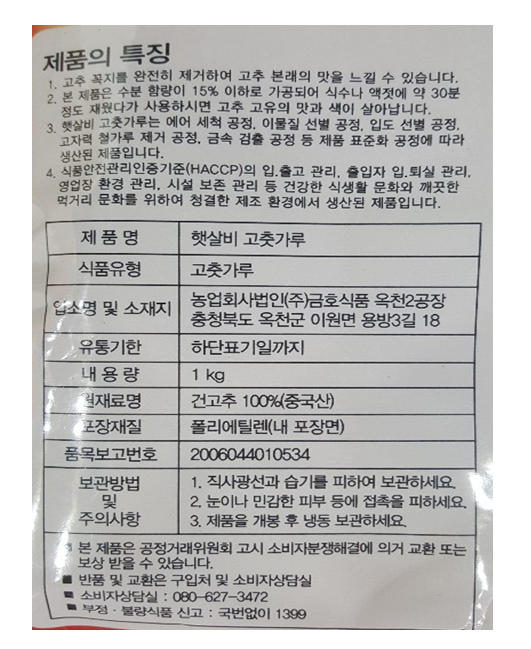 제품의 특징
1. 고추 꼭지를 완전히 제거하여 고추 본래의 맛을 느낄 수 있습니다.
2. 본 제품은 수분 함량이 15% 이하로 가공되어 식수나 액젓에 약 30분
정도 재웠다가 사용하시면 고추 고유의 맛과 색이 살아납니다.
3. 햇살비 고춧가루는 에어 세척 공정, 이물질 선별 공정, 입도 선별 공정,
고자력 철가루 제거 공정, 금속 검출 공정 등 제품 표준화 공정에 따라
생산된 제품입니다.
4. 식품안전관리인증기준(HACCP)의 입.출고 관리, 출입자 입.퇴실 관리,
영업장 환경 관리, 시설 보존 관리 등 건강한 식생활 문화와 깨끗한
먹거리 문화를 위하여 청결한 제조 환경에서 생산된 제품입니다.
제 품 명 햇살비 고춧가루
식품유형 고춧가루
업소명 및 소재지 농업회사법인(주)금호식품 옥천2공장
충청북도 옥천군 이원면 용방3길 18
유통기한 하단표기일까지
내 용 량 1 kg
원재료명 건고추 100%(중국산)
포장재질 폴리에틸렌(내 포장면)
품목보고번호 2006044010534
보관방법 및 주의사항 1. 직사광선과 습기를 피하여 보관하세요.
2. 눈이나 민감한 피부 등에 접촉을 피하세요.
3. 제품을 개봉 후 냉동 보관하세요.
■ 본 제품은 공정거래위원회 고시 소비자분쟁해결에 의거 교환 또는
보상 받을 수 있습니다.
■ 반품 및 교환은 구입처 및 소비자상담실
■ 소비자상담실 : 080-627-3472
■ 부정·불량식품 신고 : 국번없이 1399